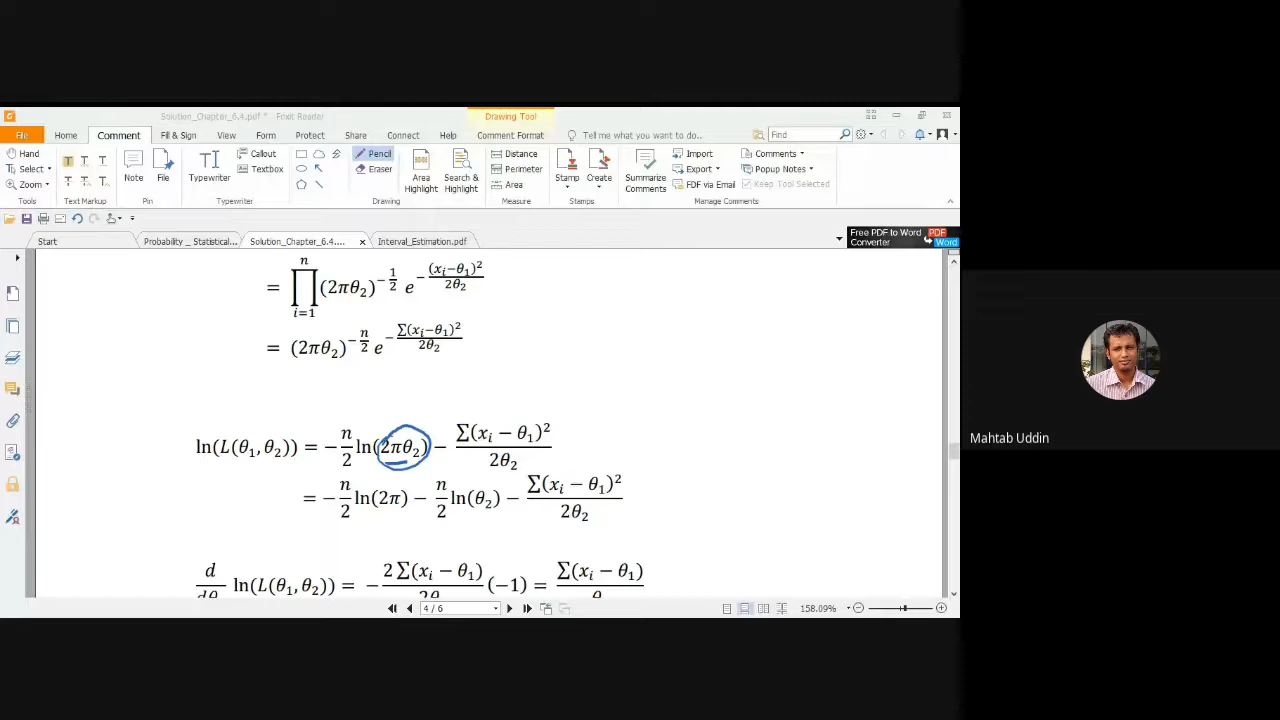 Solution_Chapter_6.4.pdf * - Foxit Reader
Drawing Tool
File Home Comment Fill & Sign View Form Protect Share Connect Help Comment Format Tell me what you want to do.. Find
Hand
Select
Zoom
Tools
T T T
T T T
Text Markup
Note
File
Pin
Typewriter
Callout
Textbox
Typewriter
Pencil
Eraser
Drawing
Area Highlight
Search & Highlight
Distance
Perimeter
Area
Measure
Stamp
Create
Stamps
Summarize Comments
Import
Export
FDF via Email
Comments
Popup Notes
Keep Tool Selected
Manage Comments
Start Probability _ Statistical... Solution_Chapter_6.4.... Interval_Estimation.pdf
Free PDF to Word Converter PDF Word
= ∏_{i=1}^{n} (2πθ₂)^{-1/2} e^{-(x_i-θ₁)²/2θ₂}
= (2πθ₂)^{-n/2} e^{-∑(x_i-θ₁)²/2θ₂}
ln(L(θ₁, θ₂)) = - n/2 ln(2πθ₂) - ∑(x_i - θ₁)²/2θ₂
= - n/2 ln(2π) - n/2 ln(θ₂) - ∑(x_i - θ₁)²/2θ₂
d/dθ ln(L(θ₁, θ₂)) = - 2 ∑(x_i - θ₁)/2θ (-1) = ∑(x_i - θ₁)/θ
4 / 6
158.09%
Mahtab Uddin